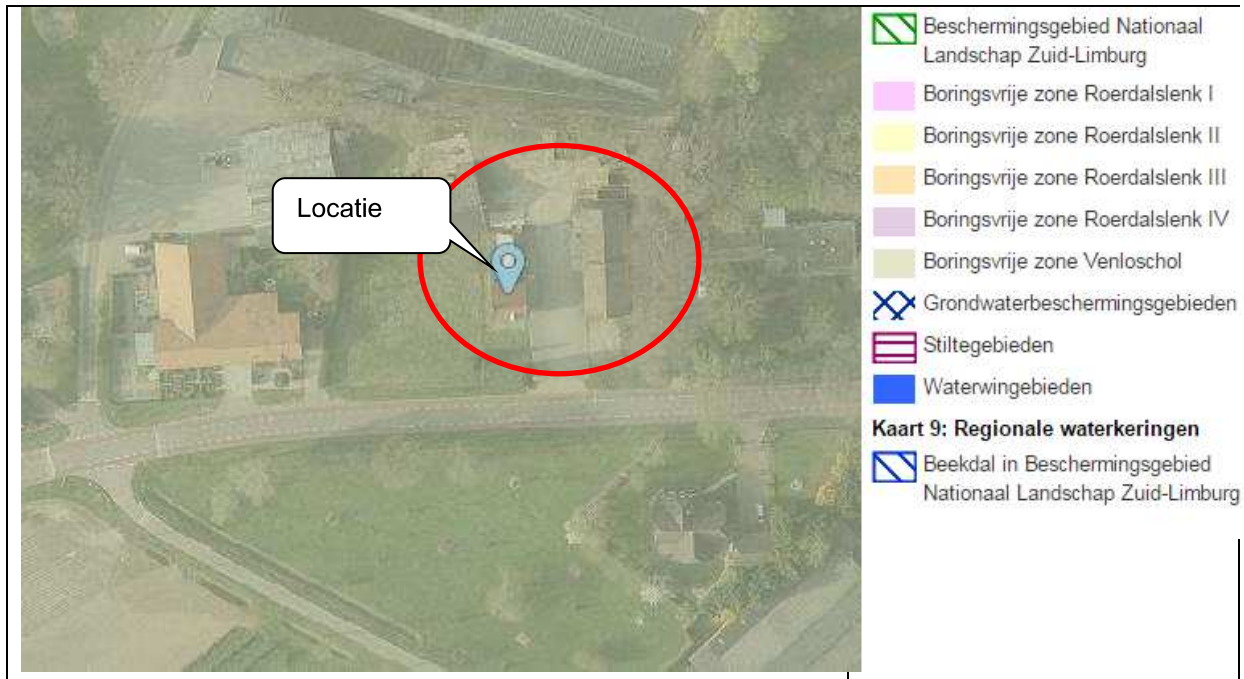 Locatie
Beschermingsgebied Nationaal
Landschap Zuid-Limburg
Boringsvrije zone Roerdalslenk I
Boringsvrije zone Roerdalslenk II
Boringsvrije zone Roerdalslenk III
Boringsvrije zone Roerdalslenk IV
Boringsvrije zone Venloschol
Grondwaterbeschermingsgebieden
Stiltegebieden
Waterwingebieden
Kaart 9: Regionale waterkeringen
Beekdal in Beschermingsgebied
Nationaal Landschap Zuid-Limburg